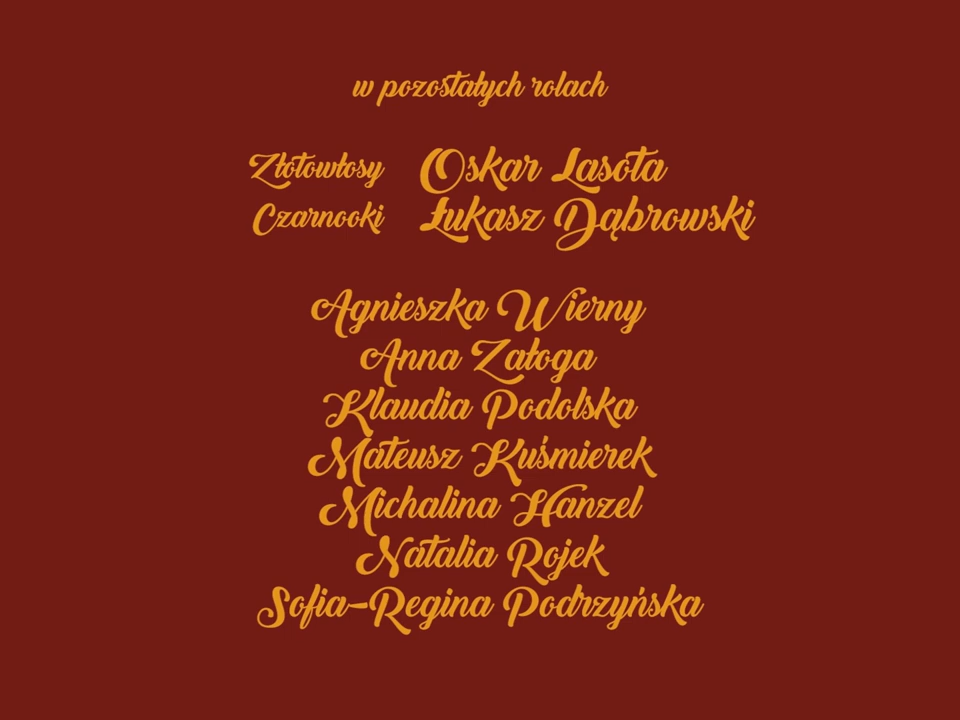 w pozostałych rolach
Złotowłosy Oskar Lasota
Czarnooki Łukasz Dąbrowski
Agnieszka Wierny
Anna Załoga
Klaudia Podolska
Mateusz Kuśmierek
Michalina Hanzel
Natalia Rojek
Sofia-Regina Podrzyńska